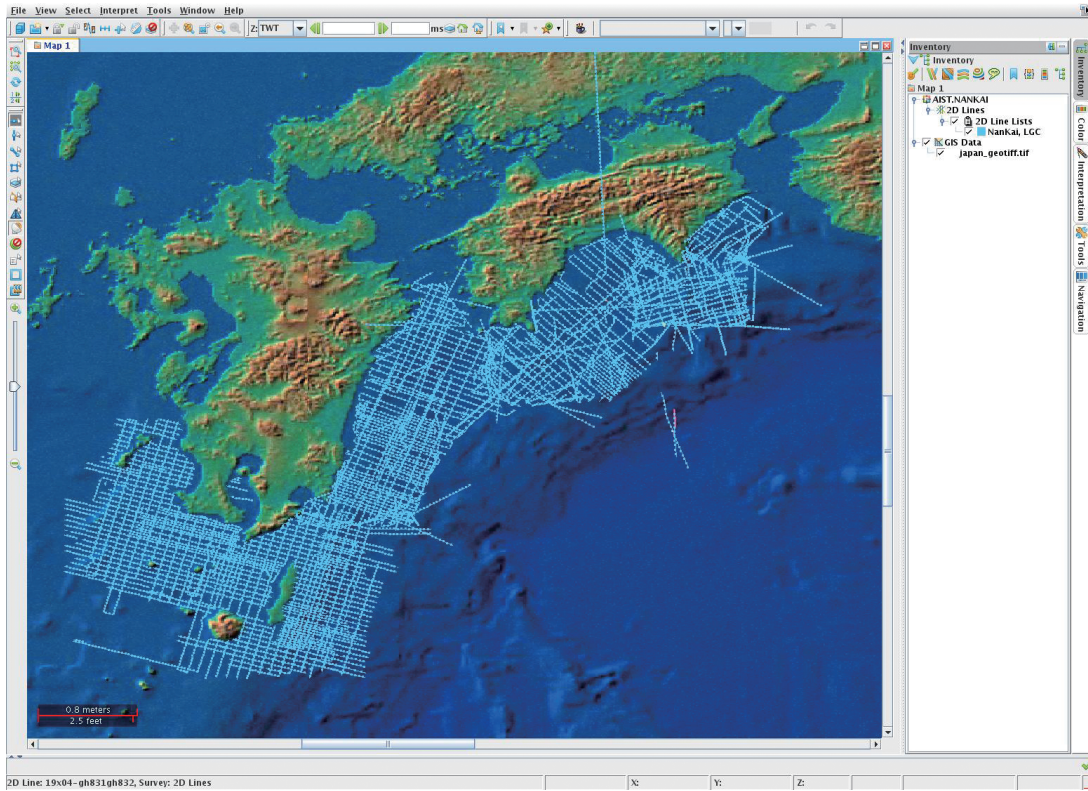 File View Select Interpret Tools Window Help
Z: TWT ms
Map 1
Inventory
Inventory
Map 1
AIST.NANKAI
2D Lines
2D Line Lists
NanKai, LGC
GIS Data
japan_geotiff.tif
Inventory
Color
Interpretation
Tools
Navigation
0.8 meters
2.5 feet
2D Line: 19x04-gh831gh832, Survey: 2D Lines X: Y: Z: